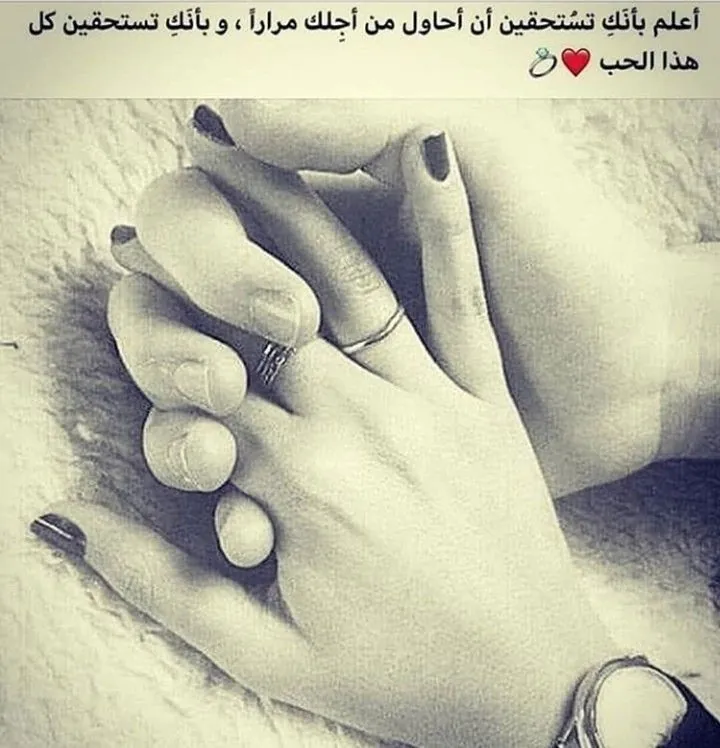 أعلم بأنَكِ تسُتحقين أن أحاول من أجِلك مراراً ، و بأنَكِ تستحقين كل
هذا الحب ❤️💍